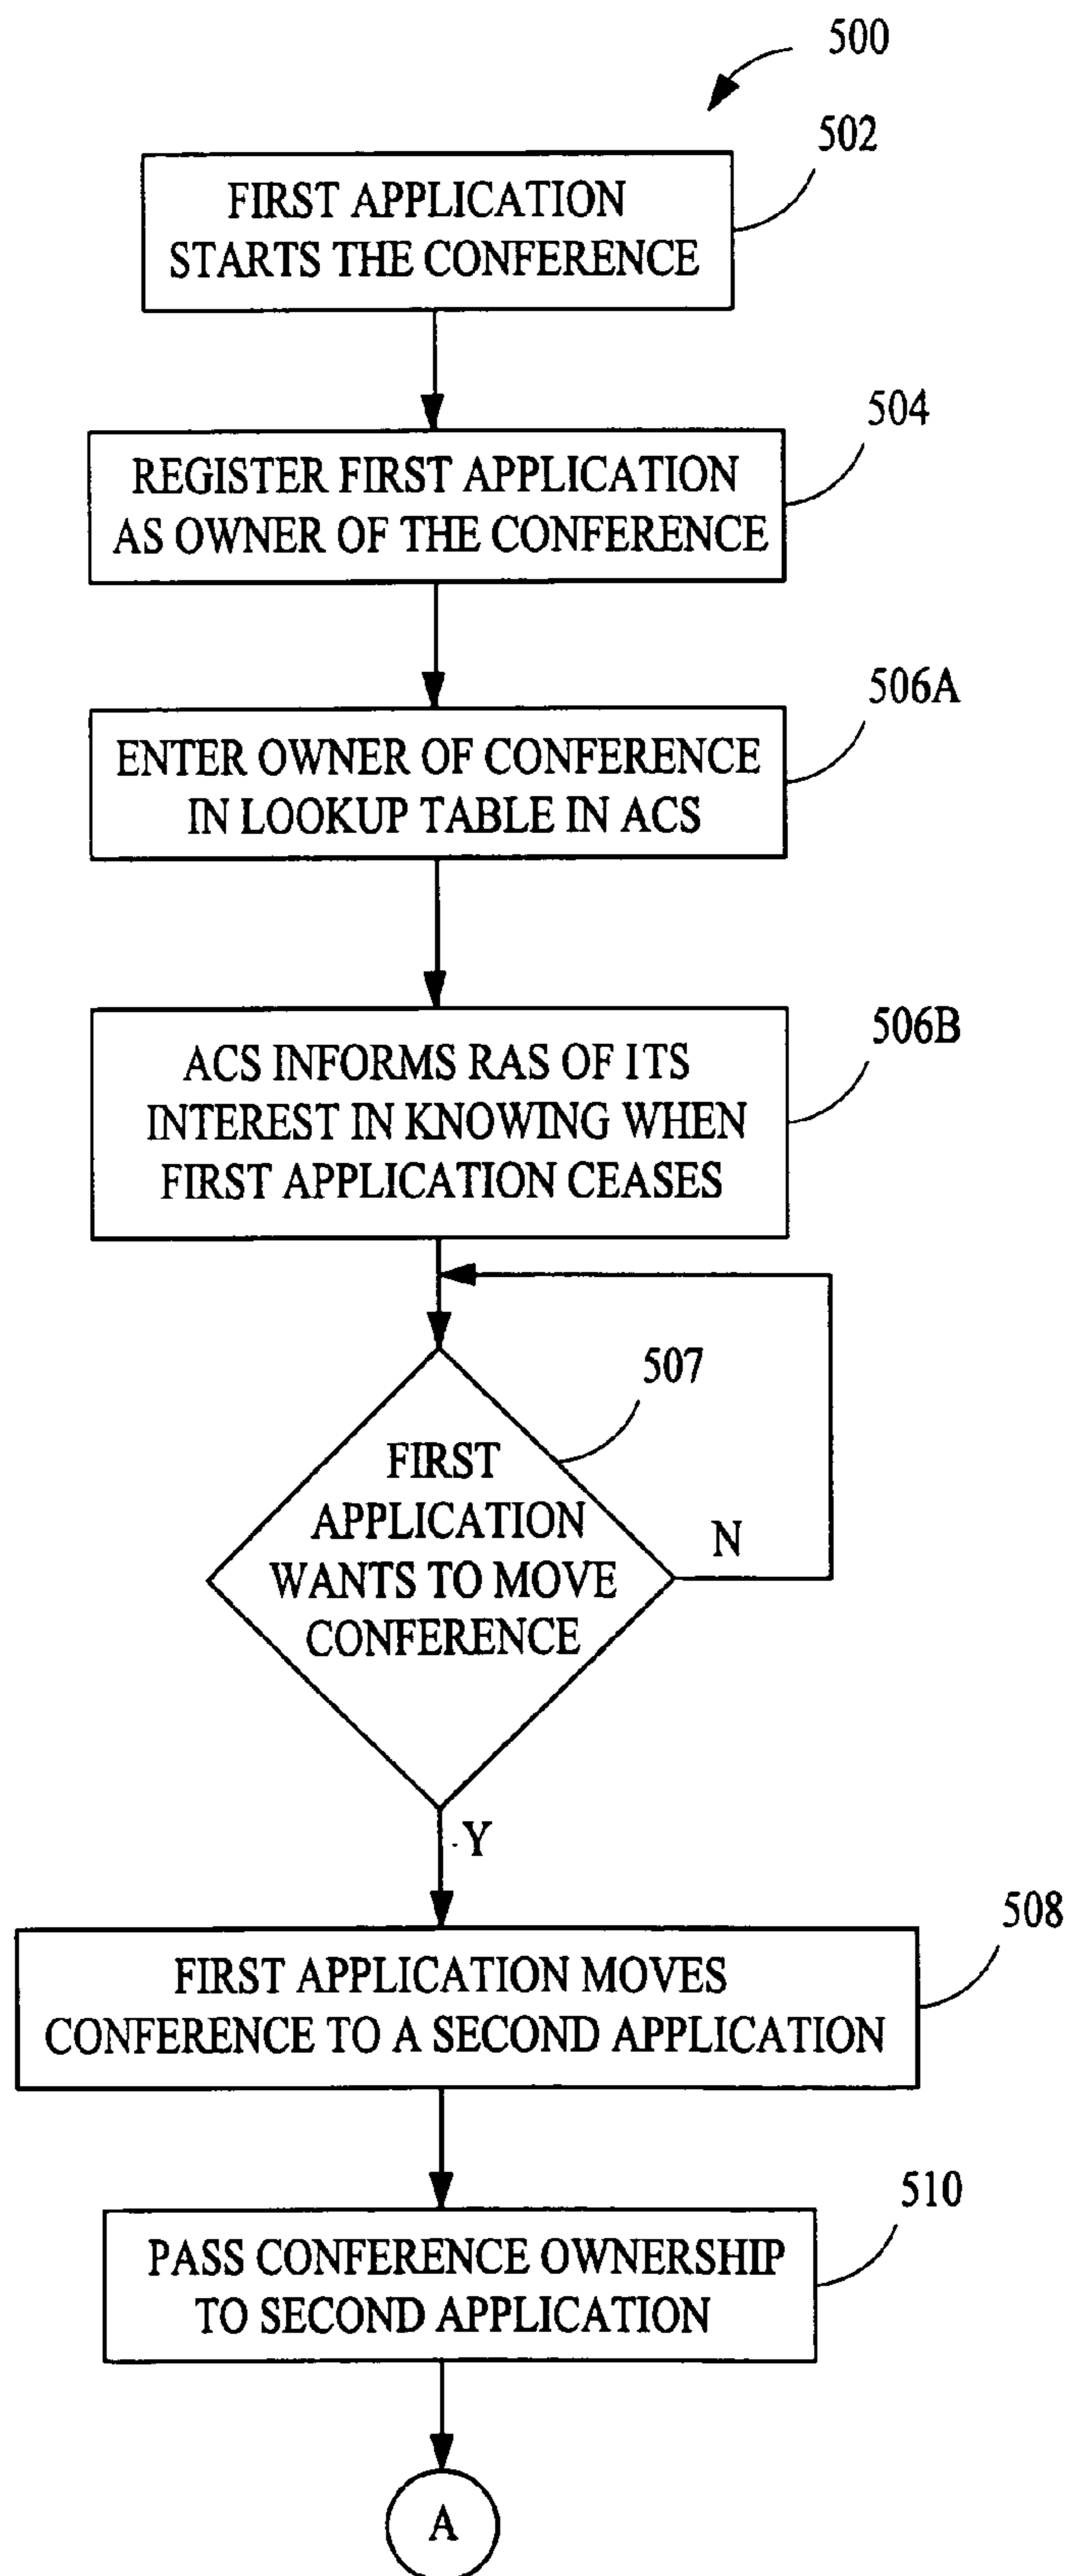 500
502
FIRST APPLICATION
STARTS THE CONFERENCE
504
REGISTER FIRST APPLICATION
AS OWNER OF THE CONFERENCE
506A
ENTER OWNER OF CONFERENCE
IN LOOKUP TABLE IN ACS
506B
ACS INFORMS RAS OF ITS
INTEREST IN KNOWING WHEN
FIRST APPLICATION CEASES
507
FIRST
APPLICATION
WANTS TO MOVE
CONFERENCE
N
Y
508
FIRST APPLICATION MOVES
CONFERENCE TO A SECOND APPLICATION
510
PASS CONFERENCE OWNERSHIP
TO SECOND APPLICATION
A